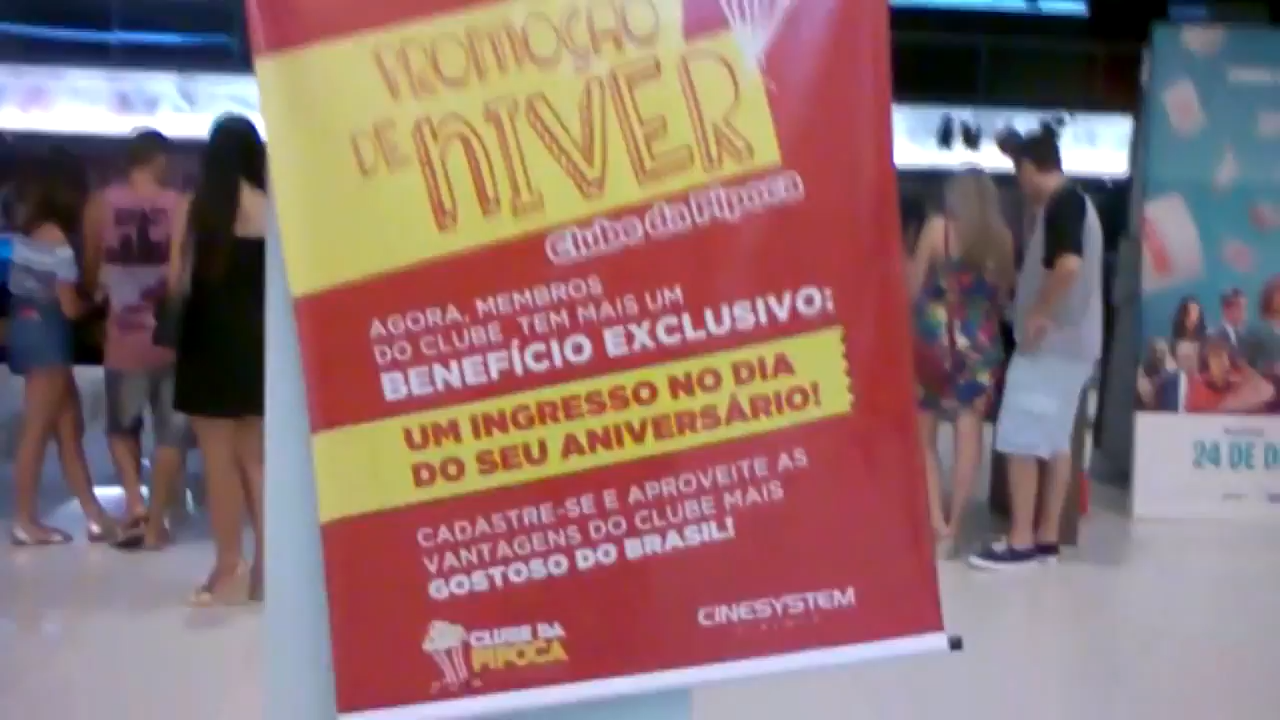 PROMOÇÃO
DE NIVER
Clube da Pipoca
AGORA, MEMBROS
DO CLUBE TEM MAIS UM
BENEFÍCIO EXCLUSIVO:
UM INGRESSO NO DIA
DO SEU ANIVERSÁRIO!
CADASTRE-SE E APROVEITE AS
VANTAGENS DO CLUBE MAIS
GOSTOSO DO BRASIL!
CLUBE DA
PIPOCA
CINESYSTEM
24 DE